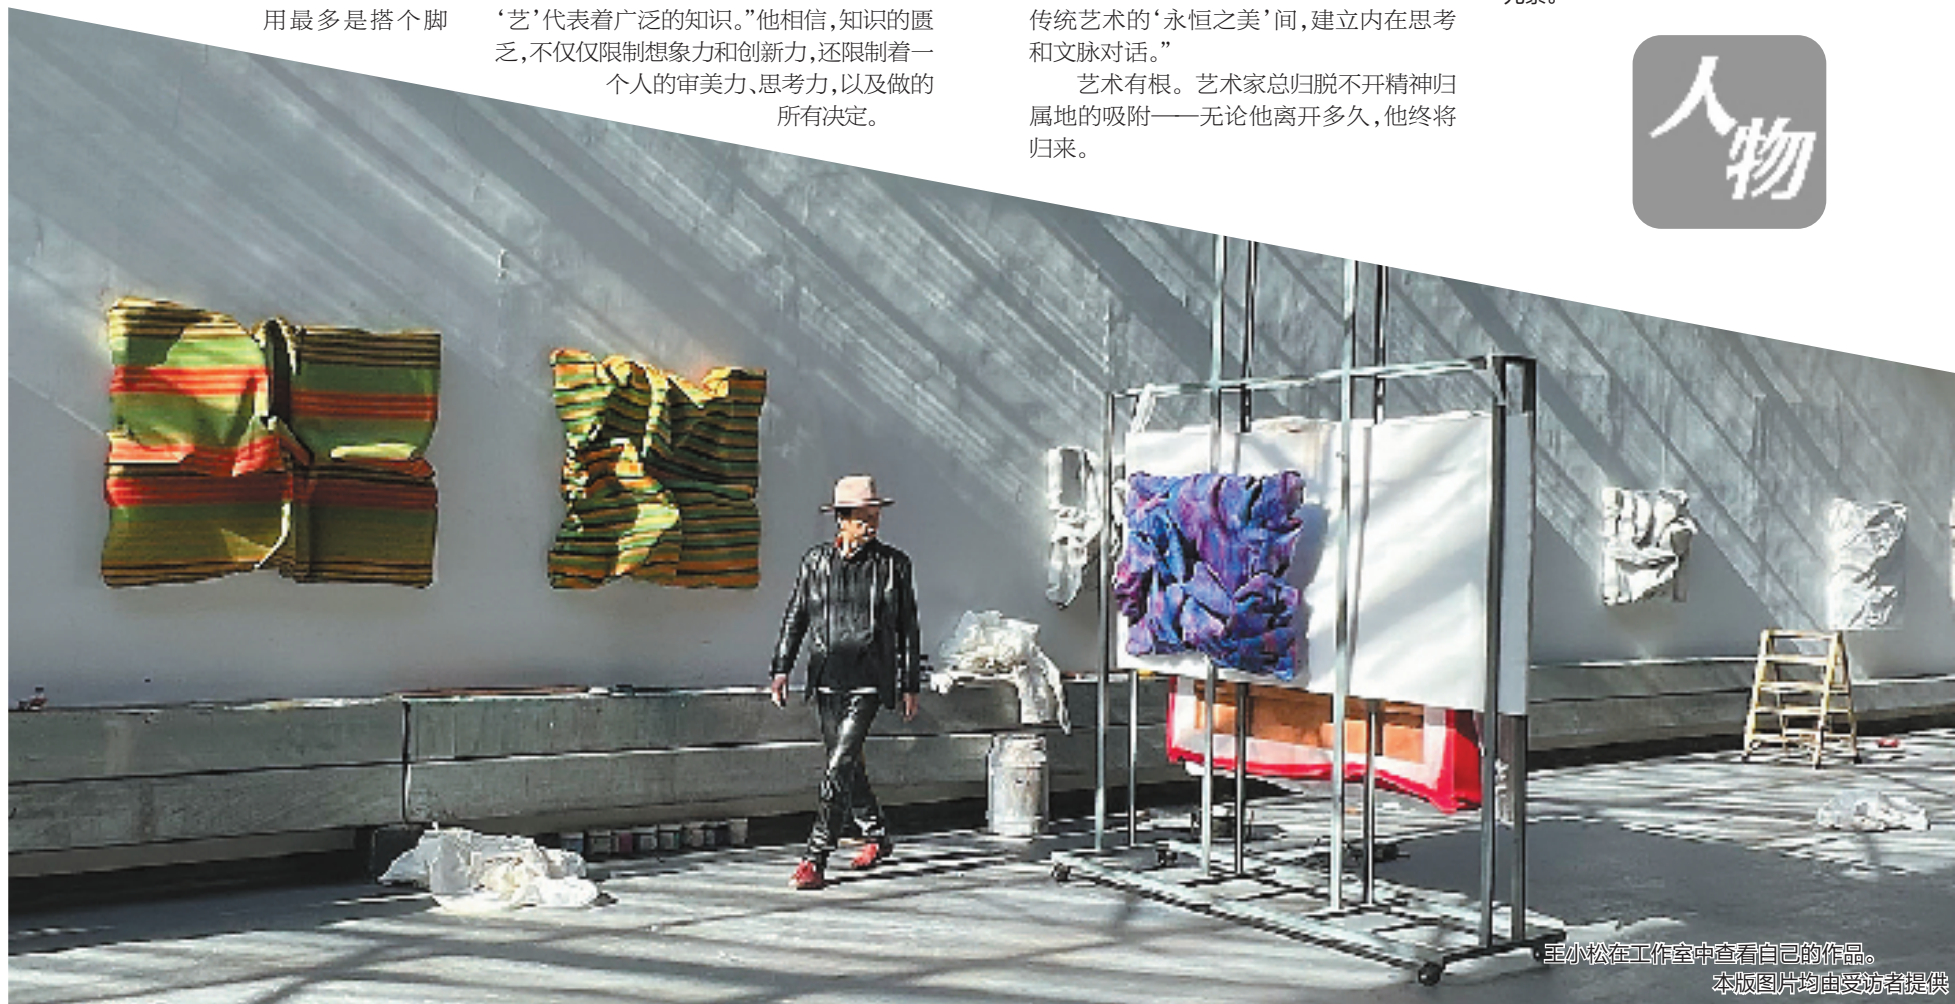 用最多是搭个脚
‘艺’代表着广泛的知识。”他相信，知识的匮
乏，不仅仅限制想象力和创新力，还限制着一
个人的审美力、思考力，以及做的
所有决定。
传统艺术的‘永恒之美’间，建立内在思考
和文脉对话。”
艺术有根。艺术家总归脱不开精神归
属地的吸附——无论他离开多久，他终将
归来。
人物
王小松在工作室中查看自己的作品。
本版图片均由受访者提供